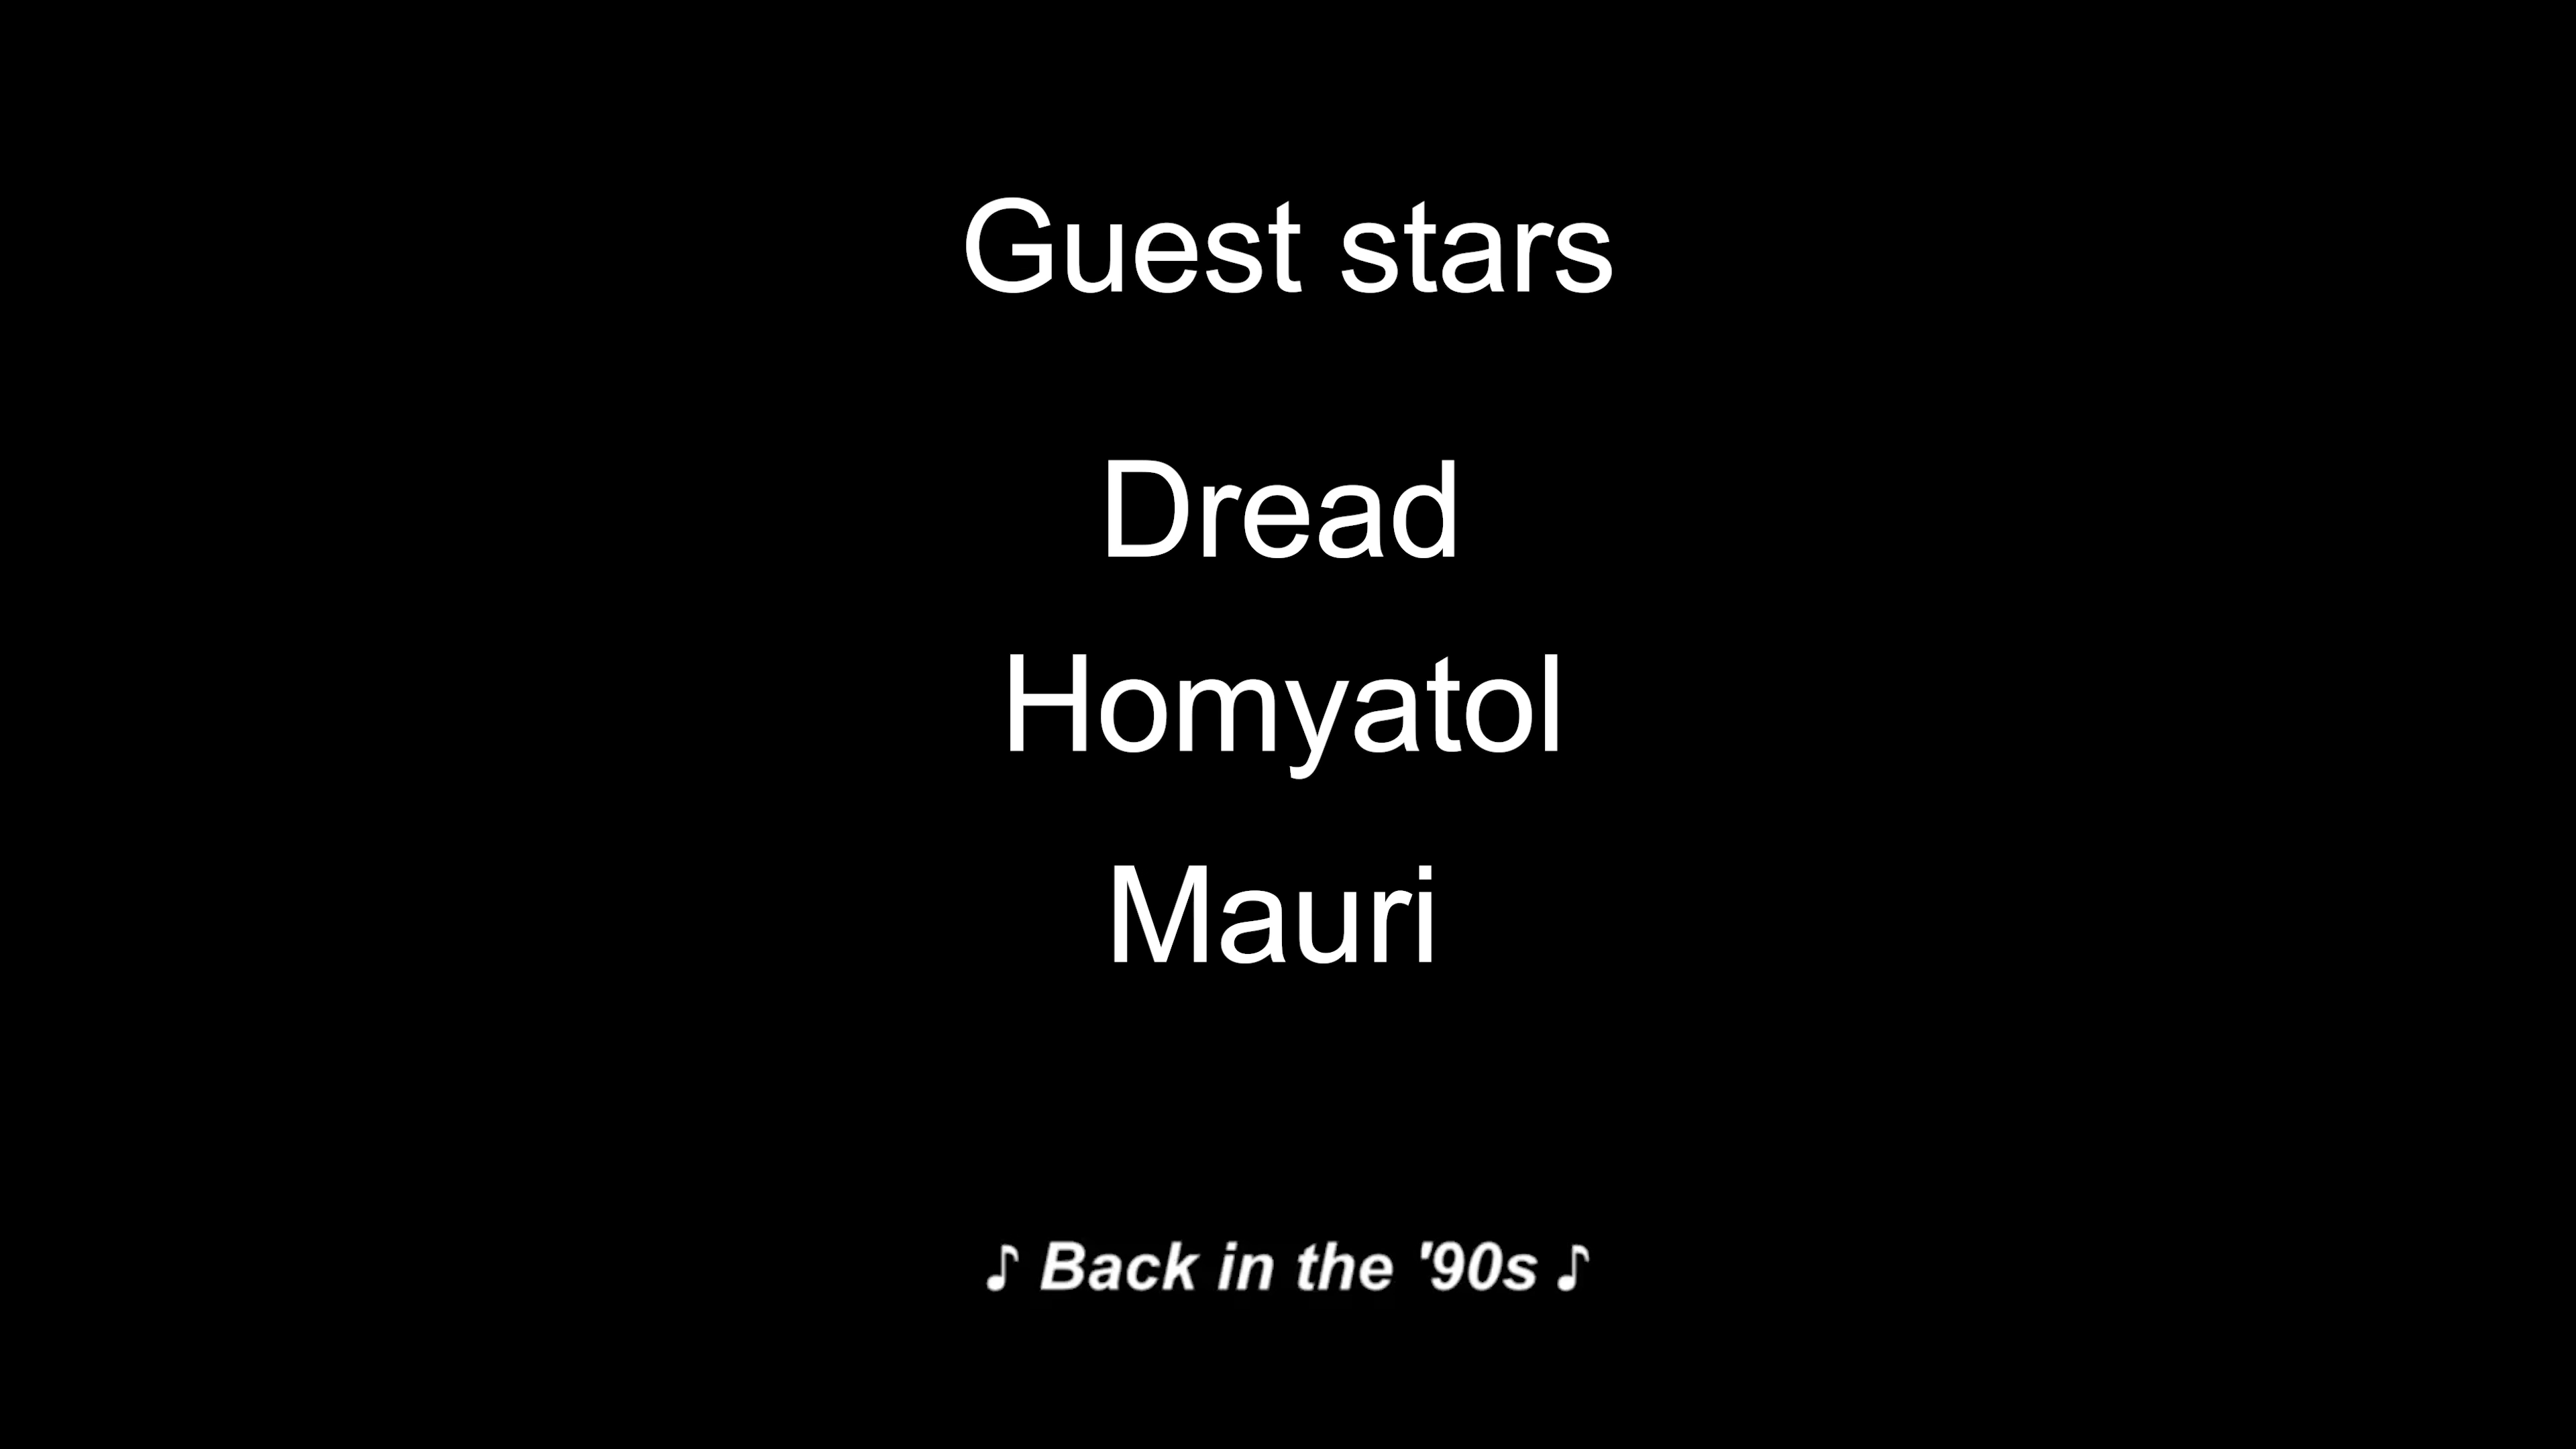 Guest stars
Dread
Homyatol
Mauri
♪ Back in the '90s ♪